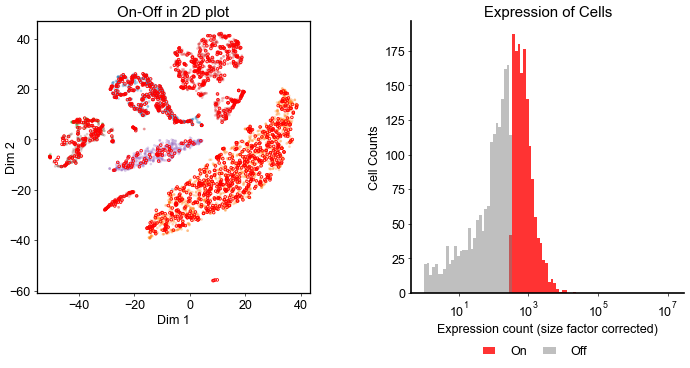 On-Off in 2D plot
Dim 2
40
20
0
−20
−40
−60
−40
−20
0
20
40
Dim 1
Expression of Cells
Cell Counts
175
150
125
100
75
50
25
0
10^1
10^3
10^5
10^7
Expression count (size factor corrected)
On
Off